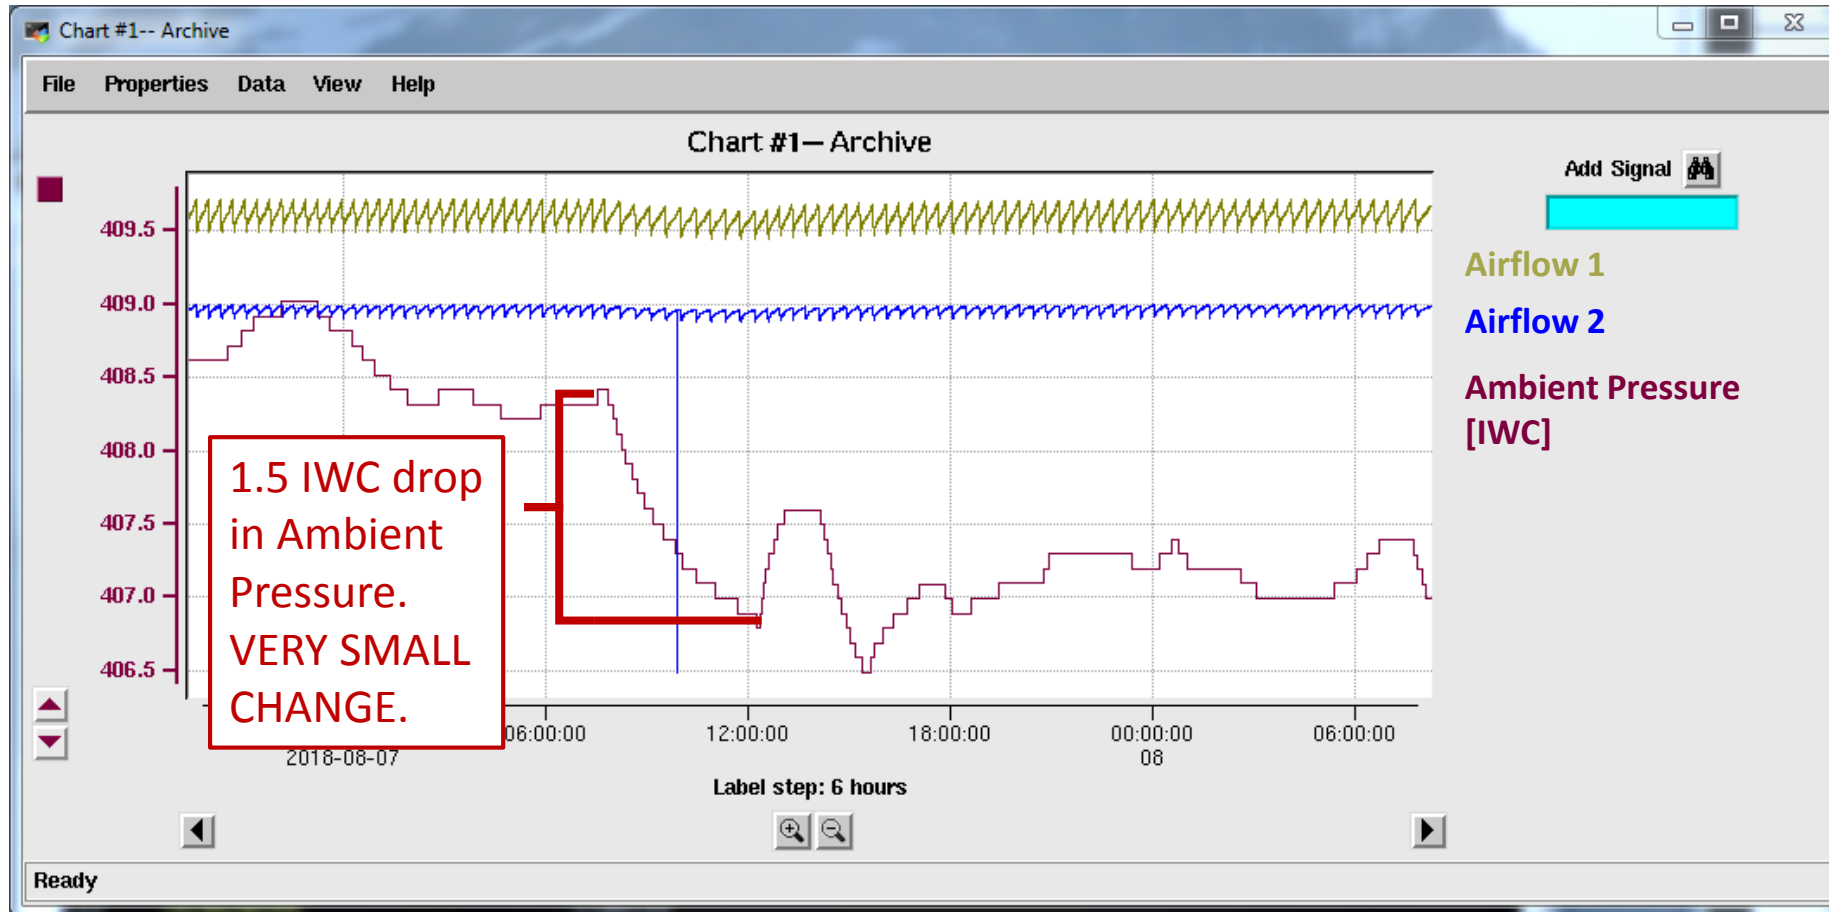 Chart #1-- Archive
File Properties Data View Help
Chart #1— Archive
Add Signal
409.5
409.0
408.5
408.0
407.5
407.0
406.5
Airflow 1
Airflow 2
Ambient Pressure
[IWC]
1.5 IWC drop
in Ambient
Pressure.
VERY SMALL
CHANGE.
06:00:00 12:00:00 18:00:00 00:00:00 06:00:00
2018-08-07 08
Label step: 6 hours
Ready